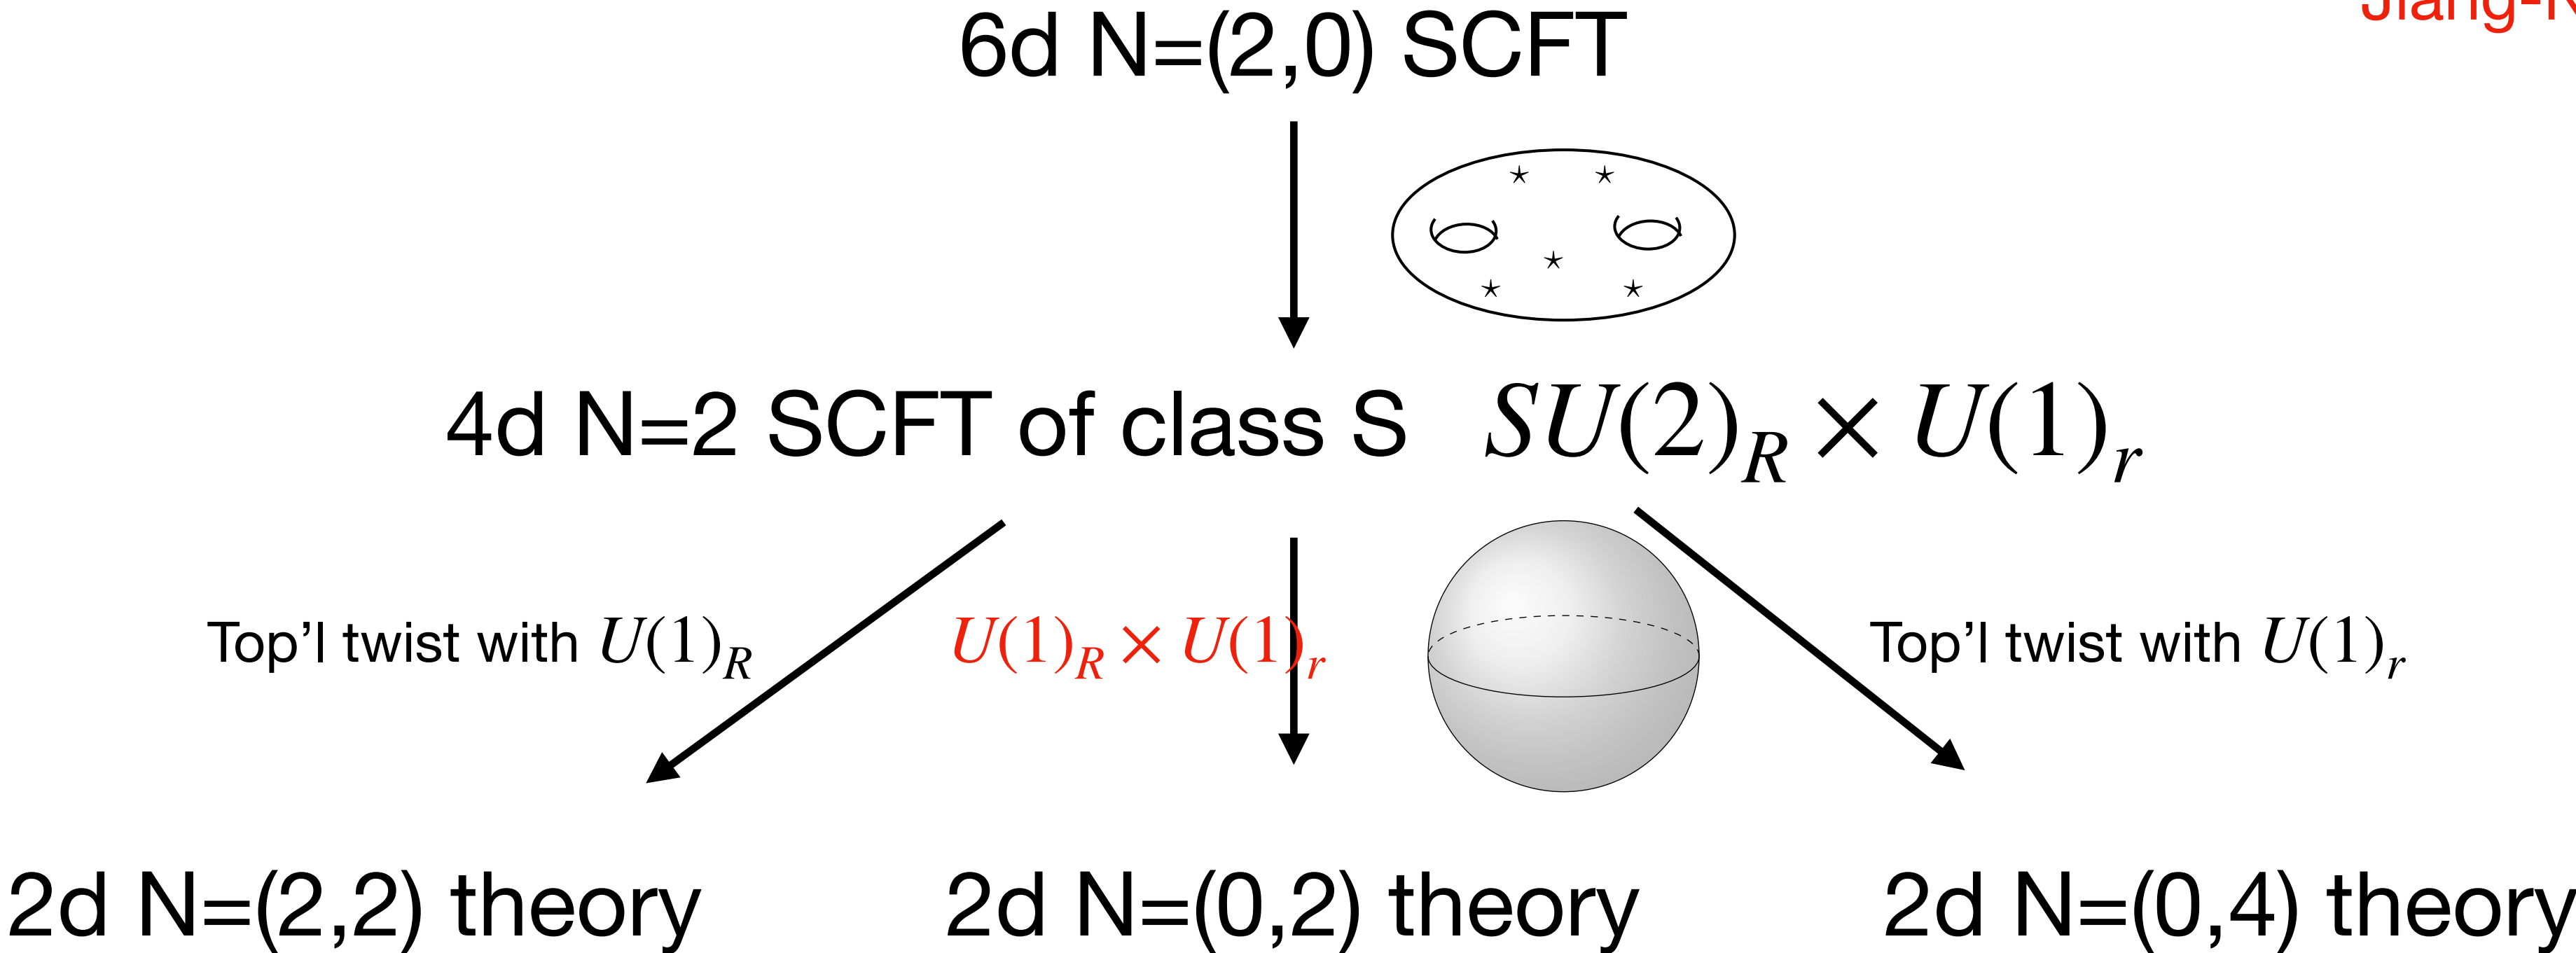 6d N=(2,0) SCFT
4d N=2 SCFT of class S $SU(2)_R \times U(1)_r$
Top'l twist with $U(1)_R$
$U(1)_R \times U(1)_r$
Top'l twist with $U(1)_r$
2d N=(2,2) theory
2d N=(0,2) theory
2d N=(0,4) theory